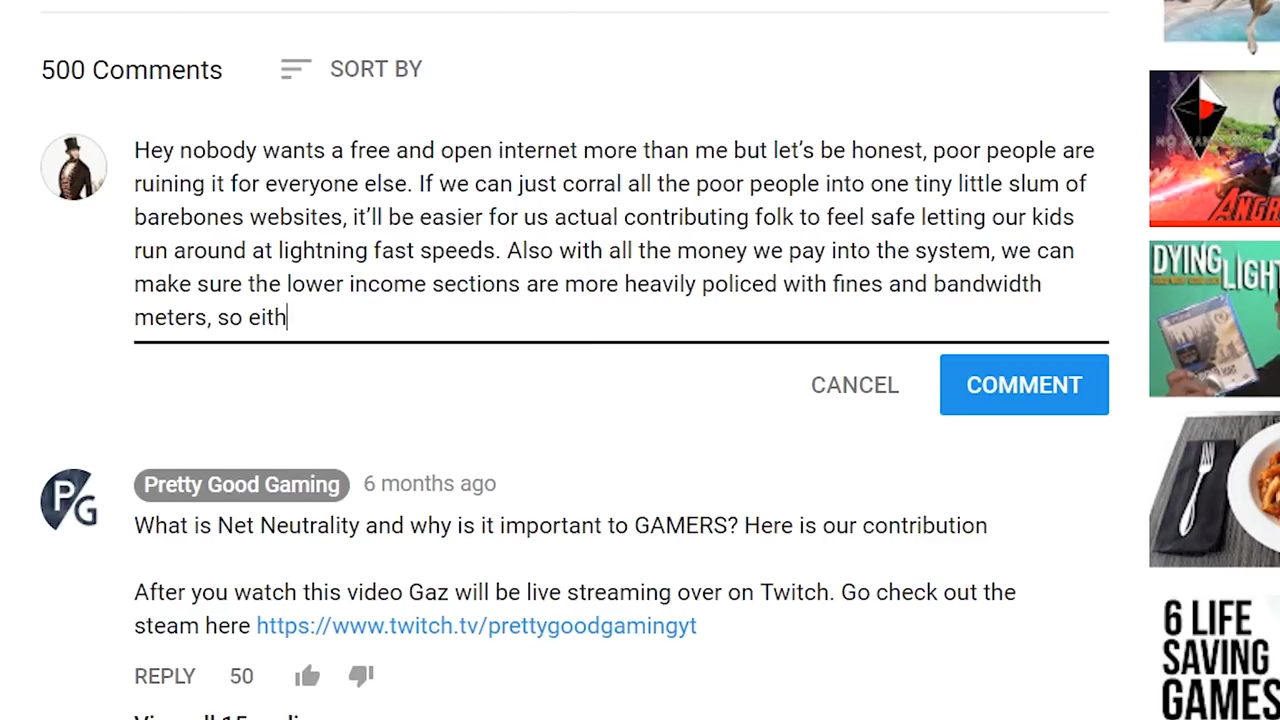 500 Comments
SORT BY
Hey nobody wants a free and open internet more than me but let’s be honest, poor people are
ruining it for everyone else. If we can just corral all the poor people into one tiny little slum of
barebones websites, it’ll be easier for us actual contributing folk to feel safe letting our kids
run around at lightning fast speeds. Also with all the money we pay into the system, we can
make sure the lower income sections are more heavily policed with fines and bandwidth
meters, so eith
CANCEL
COMMENT
PG
Pretty Good Gaming
6 months ago
What is Net Neutrality and why is it important to GAMERS? Here is our contribution
After you watch this video Gaz will be live streaming over on Twitch. Go check out the
steam here https://www.twitch.tv/prettygoodgamingyt
REPLY
50
DYING LIGH
6 LIFE
SAVING
GAMES
ANGR